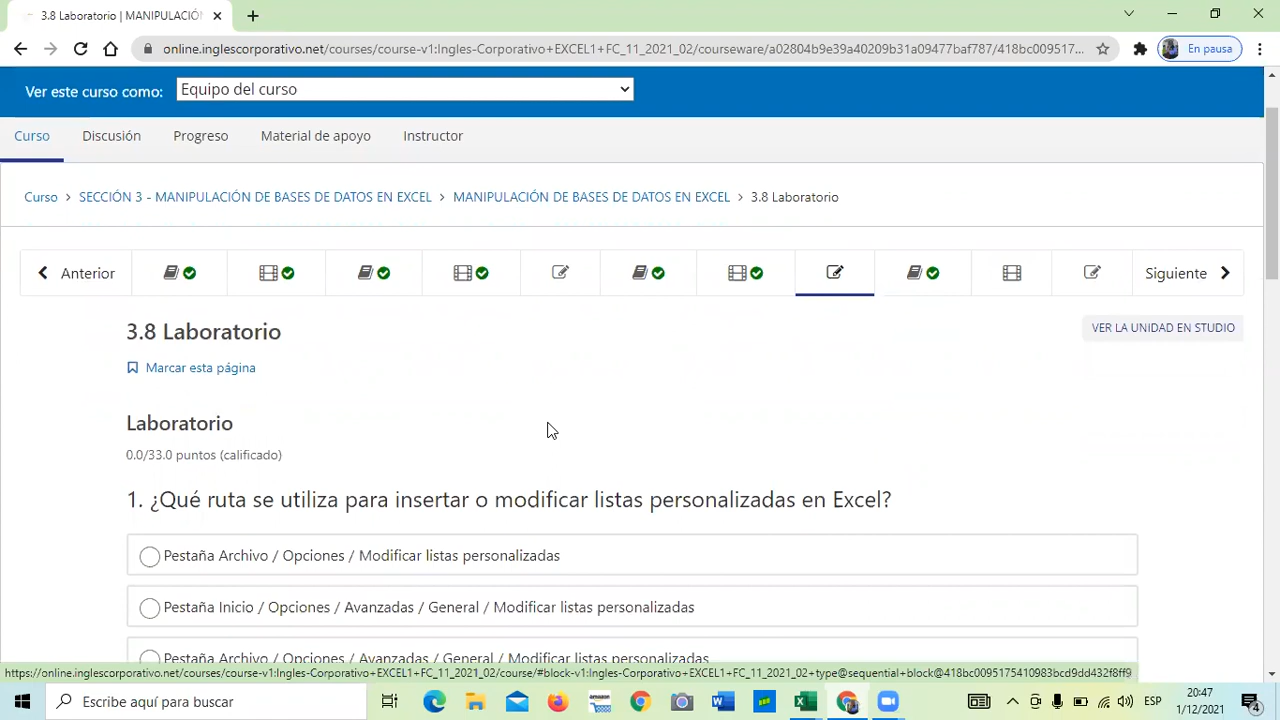 3.8 Laboratorio | MANIPULACIÓN
online.inglescorporativo.net/courses/course-v1:Ingles-Corporativo+EXCEL1+FC_11_2021_02/courseware/a0280b9e39a40209b31a09477baf787/418bc009517...
En pausa
Ver este curso como:
Equipo del curso
Curso
Discusión
Progreso
Material de apoyo
Instructor
Curso > SECCIÓN 3 - MANIPULACIÓN DE BASES DE DATOS EN EXCEL > MANIPULACIÓN DE BASES DE DATOS EN EXCEL > 3.8 Laboratorio
Anterior
Siguiente
3.8 Laboratorio
VER LA UNIDAD EN STUDIO
Marcar esta página
Laboratorio
0.0/33.0 puntos (calificado)
1. ¿Qué ruta se utiliza para insertar o modificar listas personalizadas en Excel?
Pestaña Archivo / Opciones / Modificar listas personalizadas
Pestaña Inicio / Opciones / Avanzadas / General / Modificar listas personalizadas
Pestaña Archivo / Opciones / Avanzadas / General / Modificar listas personalizadas
https://online.inglescorporativo.net/courses/course-v1:Ingles-Corporativo+EXCEL1+FC_11_2021_02/course/#block-v1:Ingles-Corporativo+EXCEL1+FC_11_2021_02+type@sequential+block@418bc0095175410983bcd9dd432f8ff9
Escribe aquí para buscar
amazon
ESP
20:47
1/12/2021
4